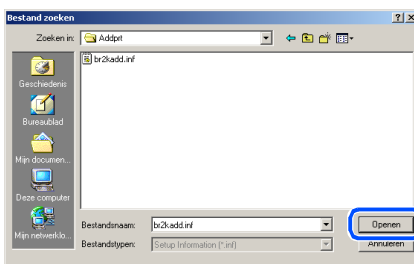 Bestand zoeken
Zoeken in:
Addprt
br2kadd.inf
Geschiedenis
Bureaublad
Mijn documen...
Deze computer
Mijn netwerklo...
Bestandsnaam:
br2kadd.inf
Openen
Bestandstypen:
Setup Information (*.inf)
Annuleren